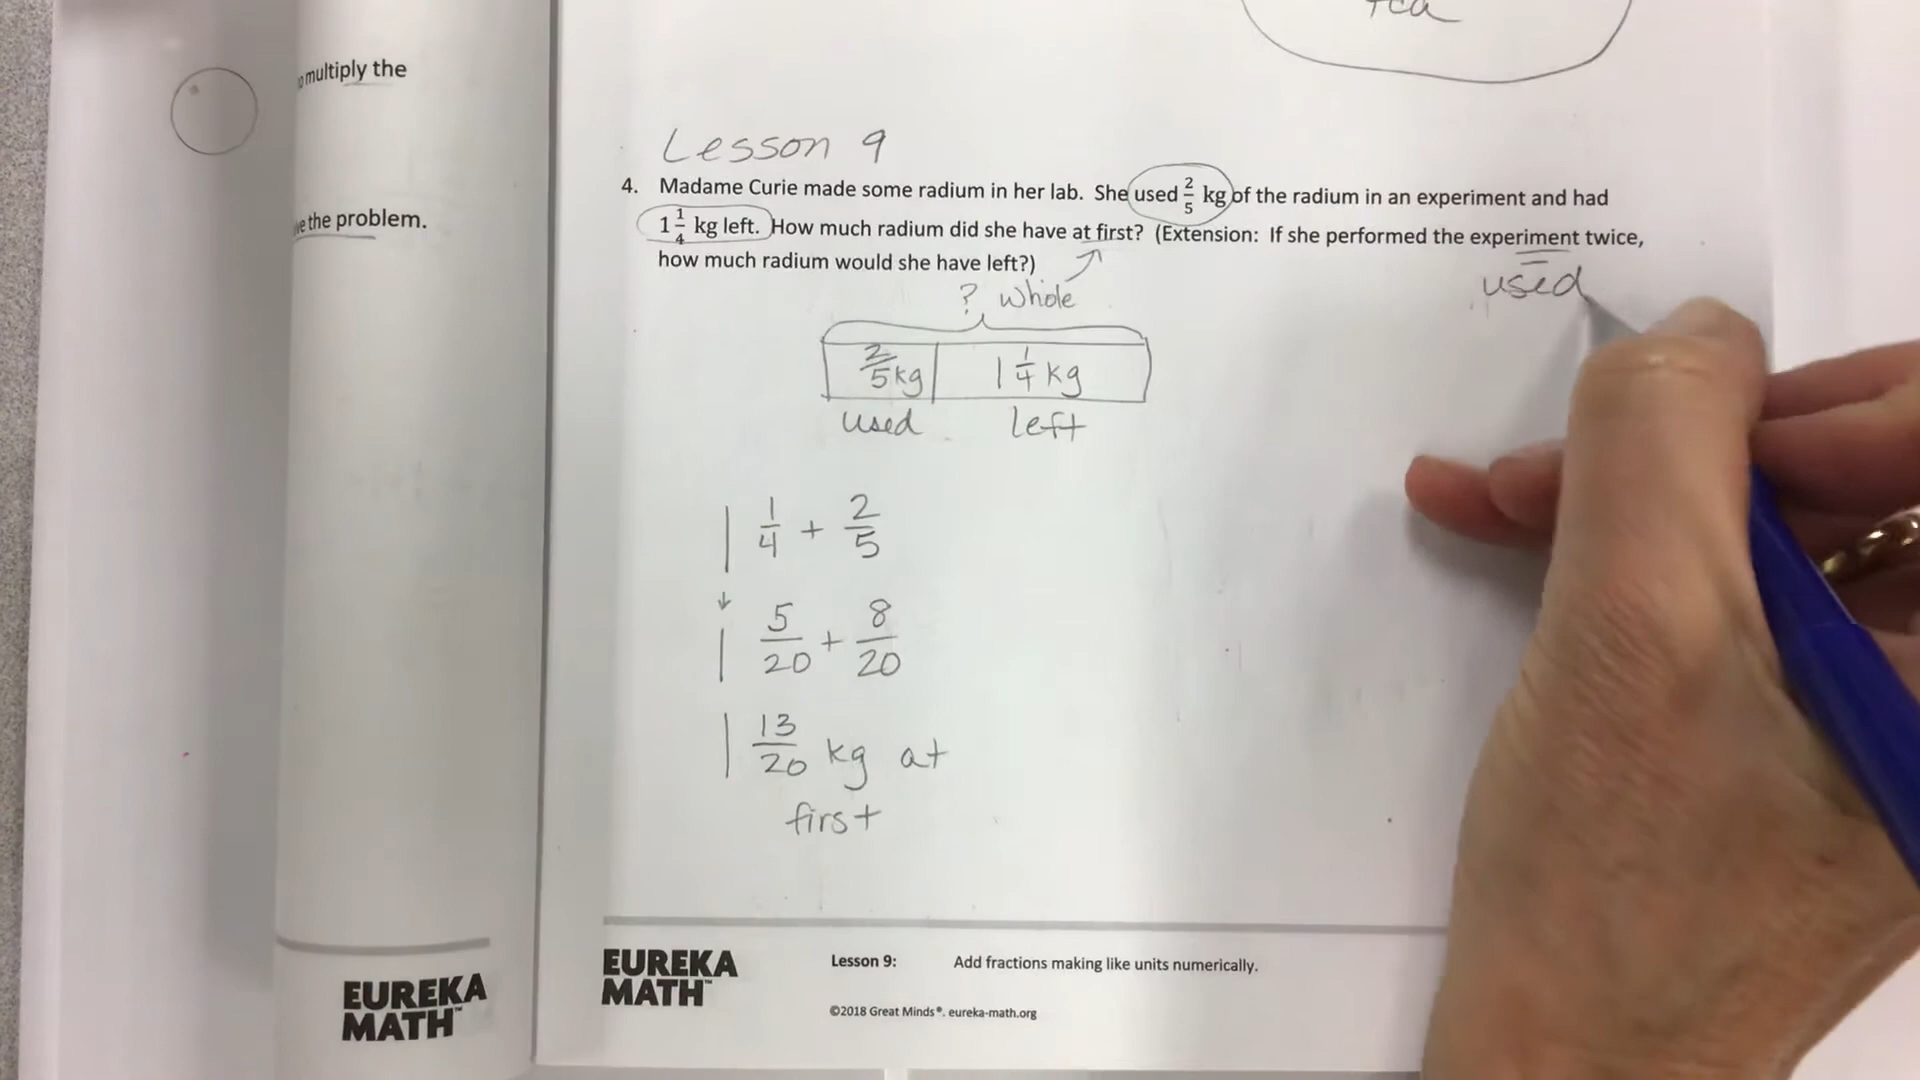 multiply the
the problem.
EUREKA
MATH™
Lesson 9
4. Madame Curie made some radium in her lab. She used 2/5 kg of the radium in an experiment and had
1 1/4 kg left. How much radium did she have at first? (Extension: If she performed the experiment twice,
how much radium would she have left?)
used
? Whole
2/5 kg 1 1/4 kg
used left
1 1/4 + 2/5
1 5/20 + 8/20
1 13/20 kg at
first
EUREKA
MATH™
Lesson 9: Add fractions making like units numerically.
©2018 Great Minds®. eureka-math.org